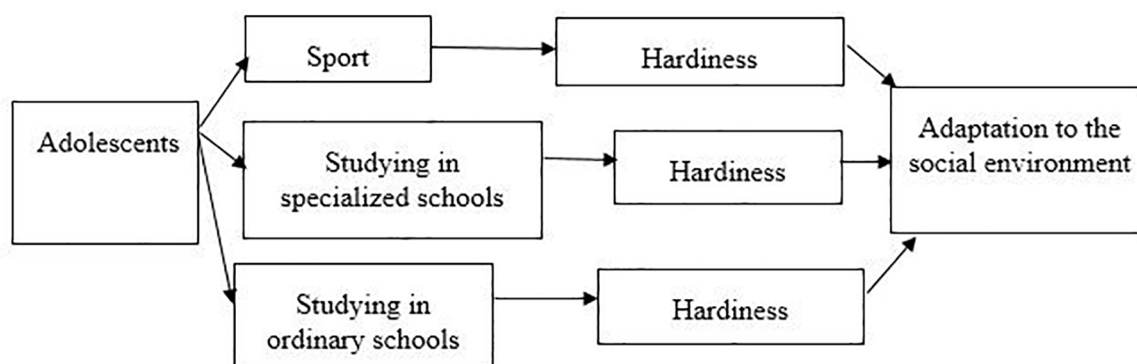 Adolescents
Sport
Hardiness
Studying in
specialized schools
Hardiness
Studying in
ordinary schools
Hardiness
Adaptation to the
social environment